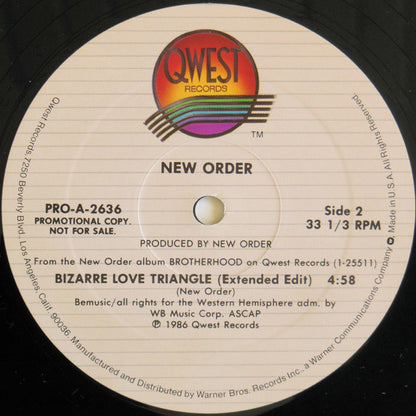 QWEST
RECORDS
TM
NEW ORDER
PRO-A-2636
PROMOTIONAL COPY.
NOT FOR SALE.
Side 2
33 1/3 RPM
PRODUCED BY NEW ORDER
From the New Order album BROTHERHOOD on Qwest Records (1-25511)
BIZARRE LOVE TRIANGLE (Extended Edit) 4:58
(New Order)
Bemusic/all rights for the Western Hemisphere adm. by
WB Music Corp. ASCAP
℗ 1986 Qwest Records
Qwest Records/7250 Beverly Blvd., Los Angeles, Calif. 90036. Manufactured and Distributed by Warner Bros. Records Inc., a Warner Communications Company. Made in U.S.A. All Rights Reserved.